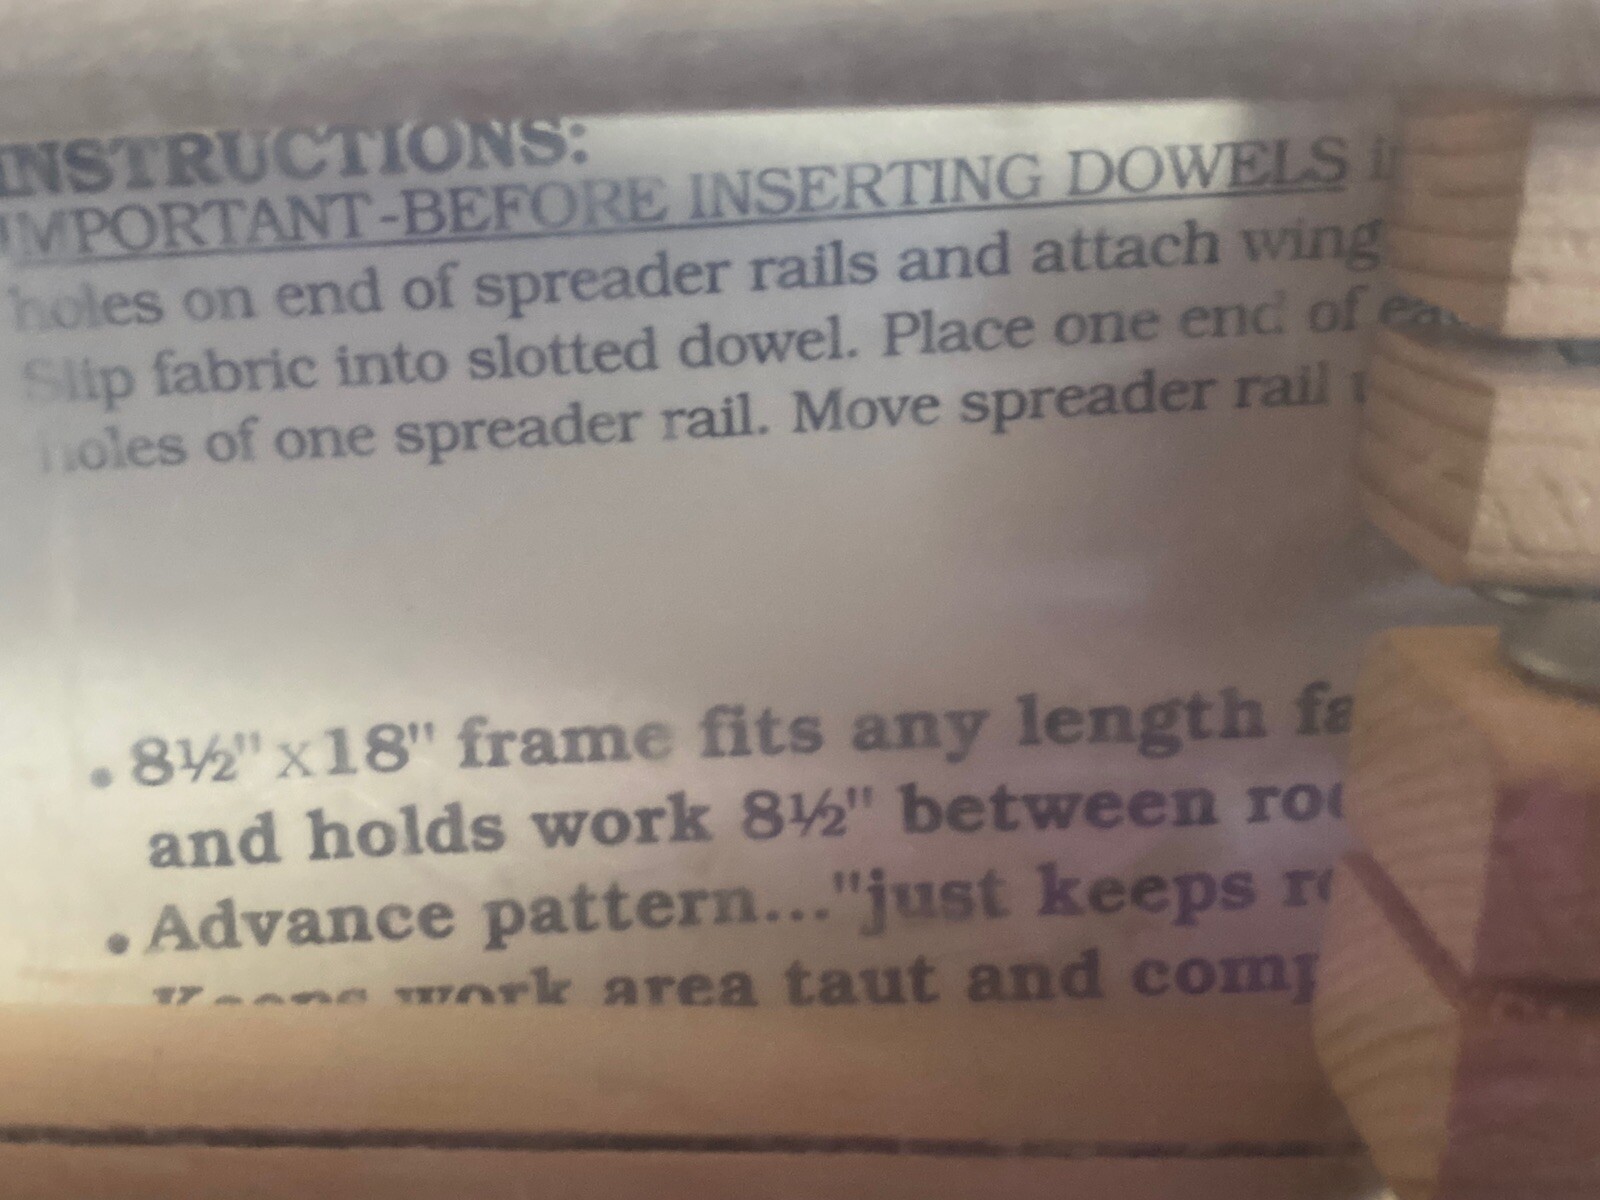 INSTRUCTIONS:
IMPORTANT-BEFORE INSERTING DOWELS
holes on end of spreader rails and attach wing
Slip fabric into slotted dowel. Place one end of
holes of one spreader rail. Move spreader rail
• 8½" x 18" frame fits any length
and holds work 8½" between
• Advance pattern..."just keeps
Keeps work area taut and